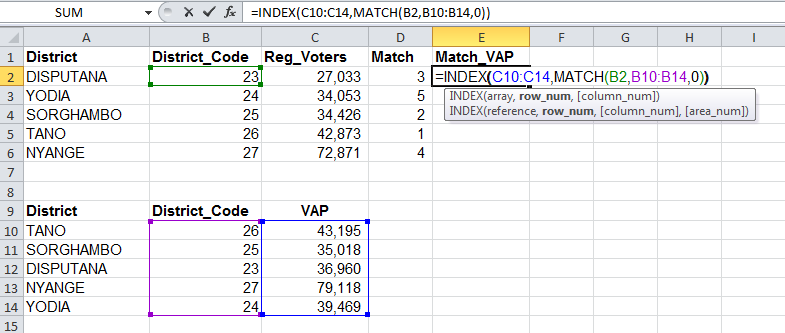 SUM =INDEX(C10:C14,MATCH(B2,B10:B14,0))
A B C D E F G H I
1 District District_Code Reg_Voters Match Match_VAP
2 DISPUTANA 23 27,033 3 =INDEX(C10:C14,MATCH(B2,B10:B14,0))
3 YODIA 24 34,053 5
INDEX(array, row_num, [column_num])
4 SORGHAMBO 25 34,426 2
INDEX(reference, row_num, [column_num], [area_num])
5 TANO 26 42,873 1
6 NYANGE 27 72,871 4
7
8
9 District District_Code VAP
10 TANO 26 43,195
11 SORGHAMBO 25 35,018
12 DISPUTANA 23 36,960
13 NYANGE 27 79,118
14 YODIA 24 39,469
15